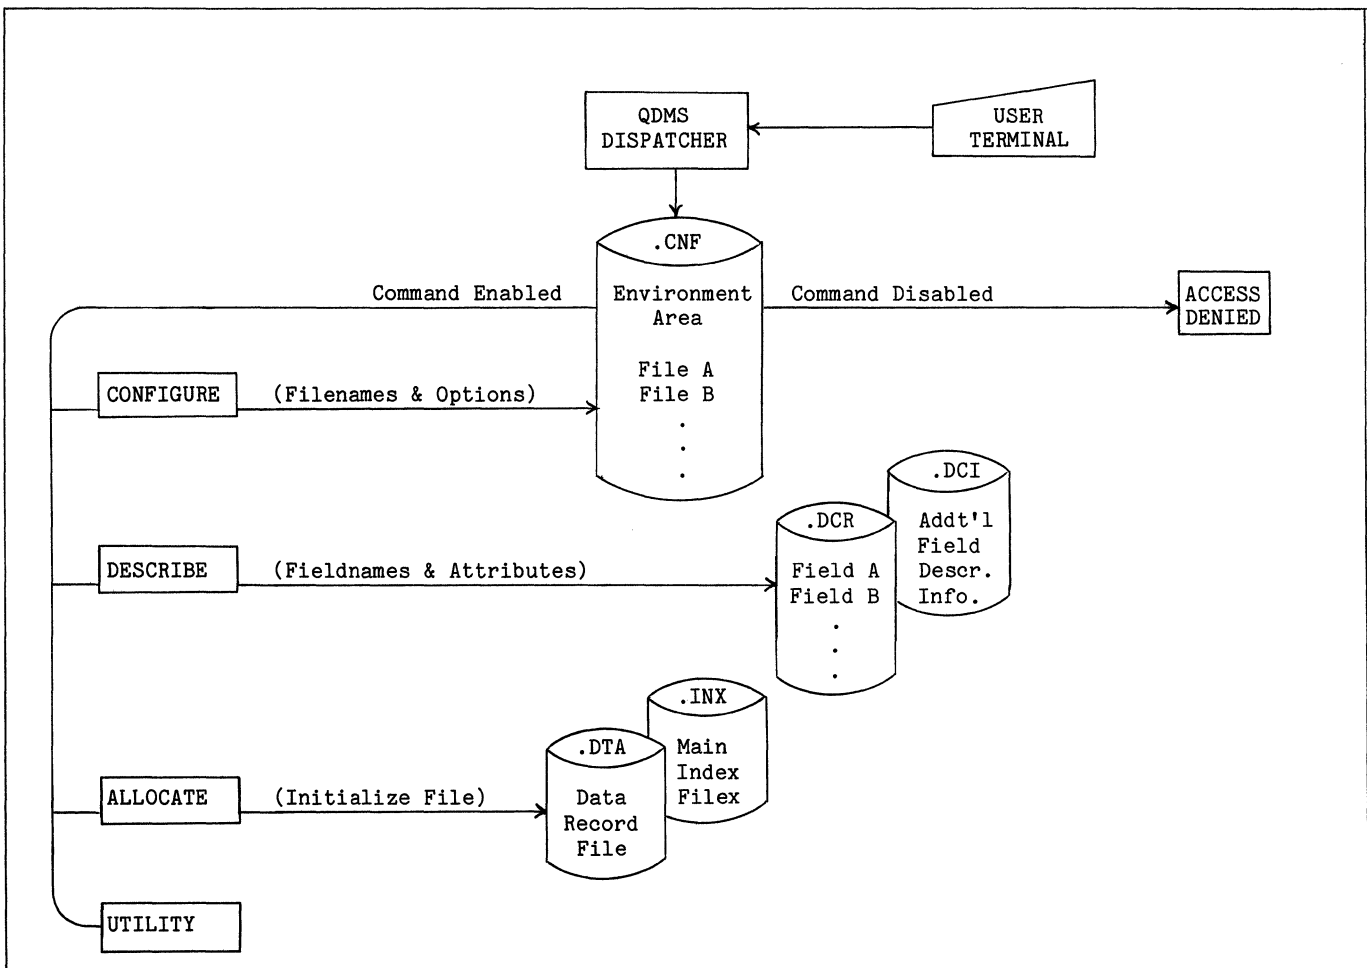 QDMS
DISPATCHER
USER
TERMINAL
.CNF
Command Enabled
Environment
Area
Command Disabled
ACCESS
DENIED
File A
File B
.
.
.
CONFIGURE
(Filenames & Options)
.DCI
Addt'l
Field
Descr.
Info.
.DCR
Field A
Field B
.
.
.
DESCRIBE
(Fieldnames & Attributes)
.INX
Main
Index
Filex
.DTA
Data
Record
File
ALLOCATE
(Initialize File)
UTILITY